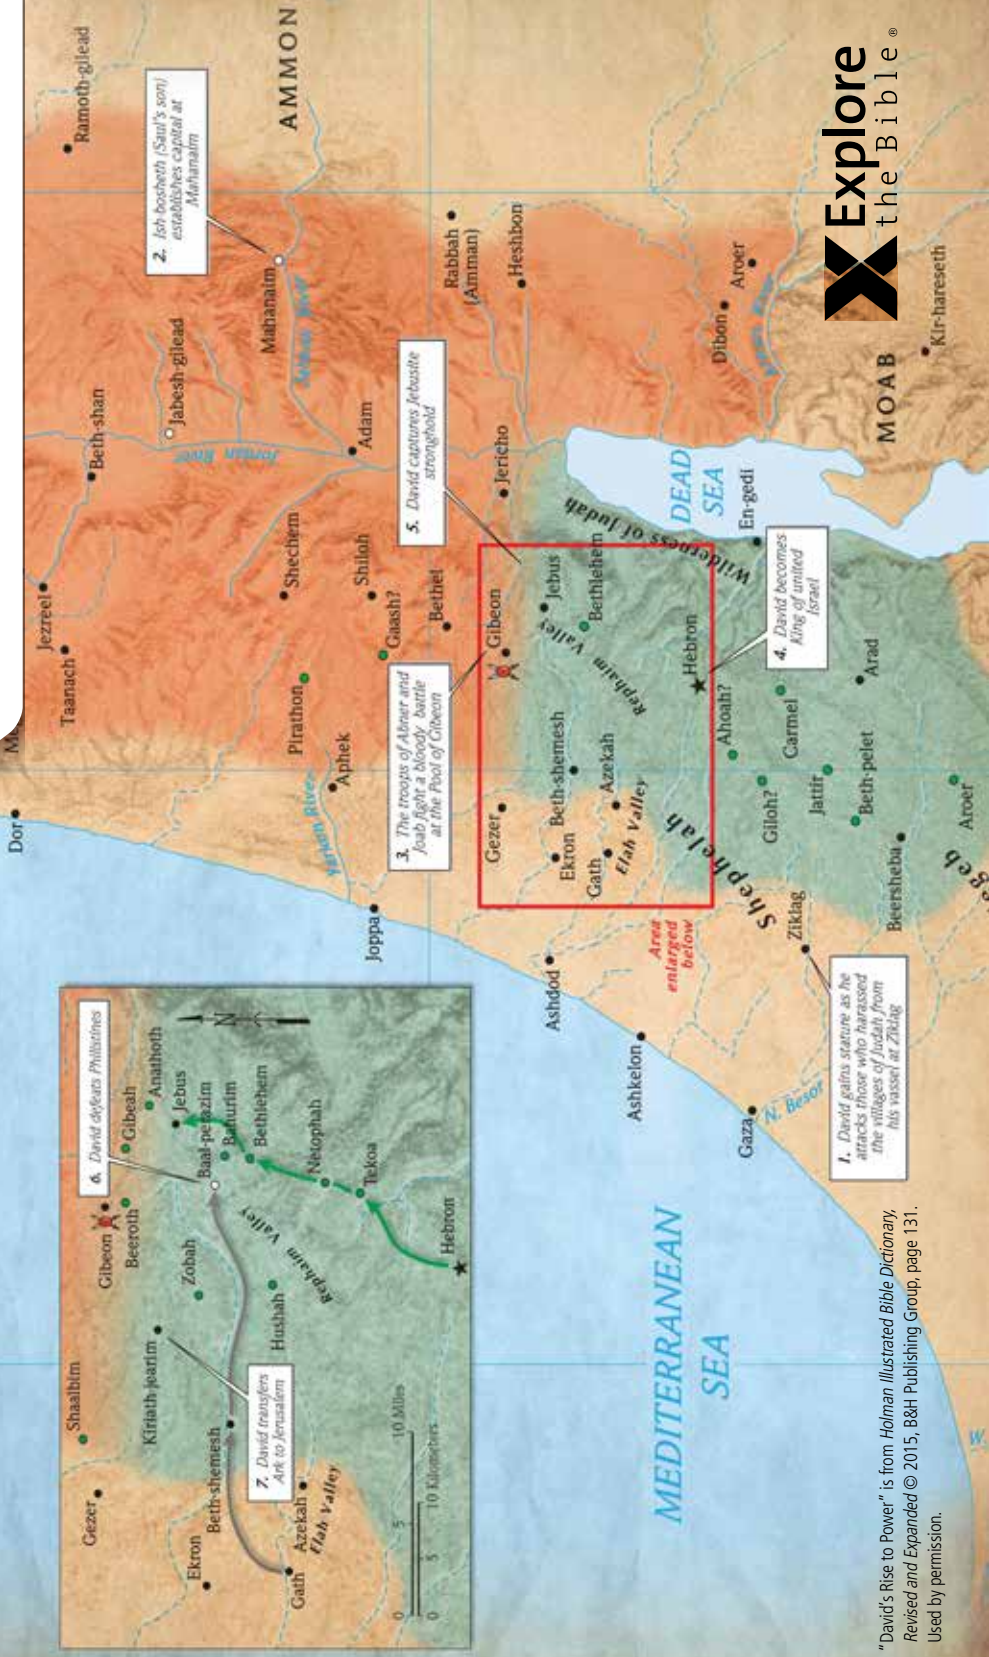 Dor
Jezreel
Taanach
Beth-shan
Ramoth-gilead
2. Ish-bosheth (Saul's son)
establishes capital at
Mahanaim
AMMON
Jabesh-gilead
Mahanaim
Jordan River
Shechem
Pirathon
Aphek
Yarkon River
Joppa
Shiloh
Gaash?
Adam
Bethel
3. The troops of Abner and
Joab fight a bloody battle
at the Pool of Gibeon
5. David captures Jebusite
stronghold
Rabbah
(Amman)
Heshbon
Jericho
Gibeon
Gezer
Jebus
Bethlehem
Rephaim Valley
Wilderness of Judah
Beth-shemesh
Ekron
Azekah
Gath
Elah Valley
Ashdod
Area
enlarged
below
Shephelah
Hebron
DEAD
SEA
En-gedi
Aroer
Dibon
4. David becomes
King of united
Israel
Ahoah?
Carmel
Giloh?
Jattir
Arad
Beth-pelet
Ziklag
Beersheba
Aroer
MOAB
Kir-hareseth
Ashkelon
Gaza
N. Besor
1. David gains stature as he
attacks those who harassed
the villages of Judah from
his vassel at Ziklag
MEDITERRANEAN
SEA
W.
6. David defeats Philistines
N
Shaalbim
Gezer
Gibeon
Beeroth
Gibeah
Anathoth
Jebus
Baal-perazim
Bahurim
Bethlehem
Zobah
Kiriath-jearim
Rephaim Valley
Hushah
Netophah
Tekoa
Hebron
Beth-shemesh
Ekron
7. David transfers
Ark to Jerusalem
Azekah
Elah Valley
Gath
0 5 10 Miles
0 5 10 Kilometers
Explore
the Bible®
"David's Rise to Power" is from Holman Illustrated Bible Dictionary,
Revised and Expanded © 2015, B&H Publishing Group, page 131.
Used by permission.